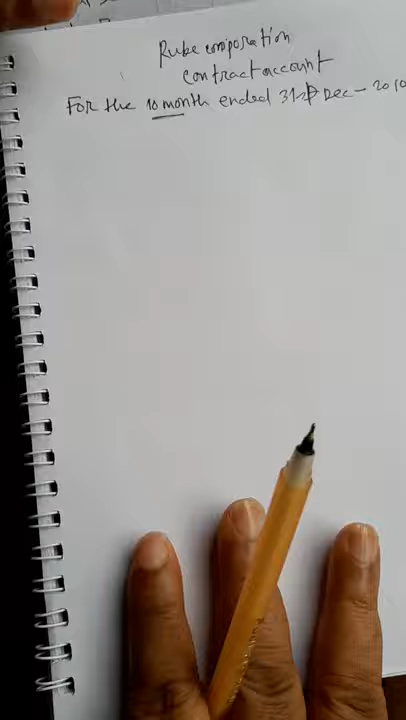 Rube corporation
contract account
For the 10 month ended 31st Dec - 2010